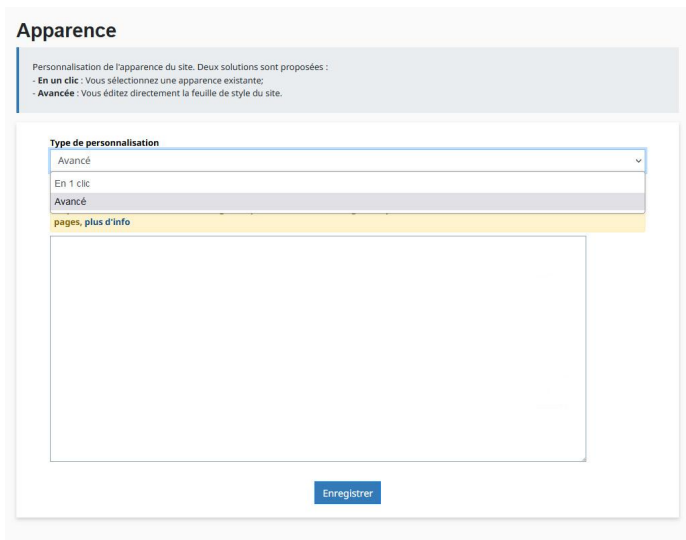 Apparence
Personnalisation de l'apparence du site. Deux solutions sont proposées :
- En un clic : Vous sélectionnez une apparence existante;
- Avancée : Vous éditez directement la feuille de style du site.
Type de personnalisation
Avancé
En 1 clic
Avancé
pages, plus d'info
Enregistrer